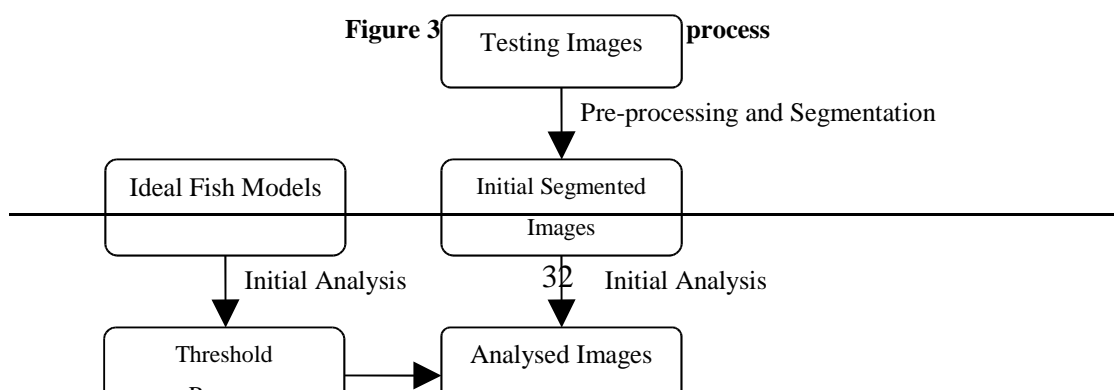 Figure 3 process
Testing Images
Pre-processing and Segmentation
Ideal Fish Models
Initial Segmented
Images
Initial Analysis
32
Initial Analysis
Threshold
Analysed Images